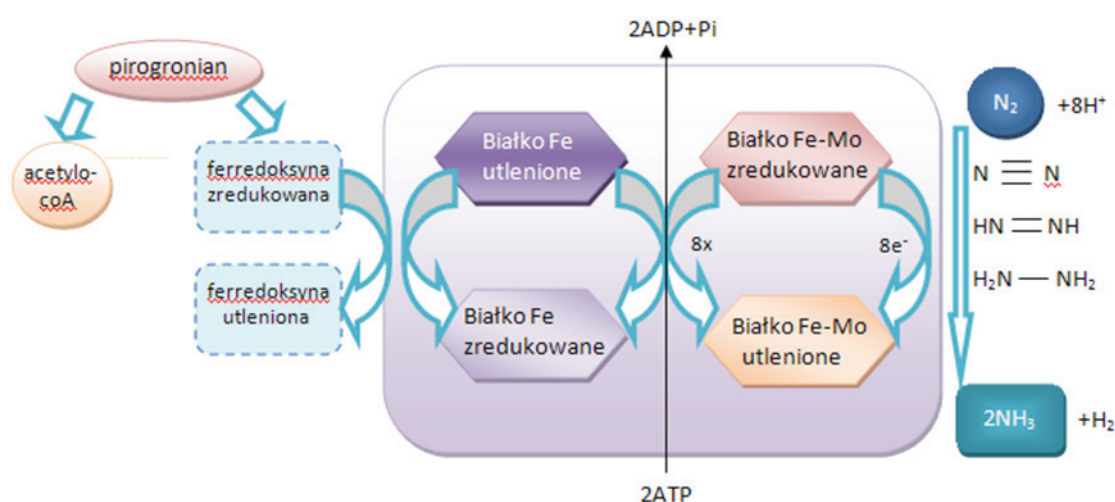 2ADP+Pi
pirogronian
acetylo-
coA
ferredoksyna
zredukowana
ferredoksyna
utleniona
Białko Fe
utlenione
Białko Fe
zredukowane
Białko Fe-Mo
zredukowane
8x
8e⁻
Białko Fe-Mo
utlenione
2ATP
N₂ +8H⁺
N ≡ N
HN = NH
H₂N — NH₂
2NH₃ +H₂